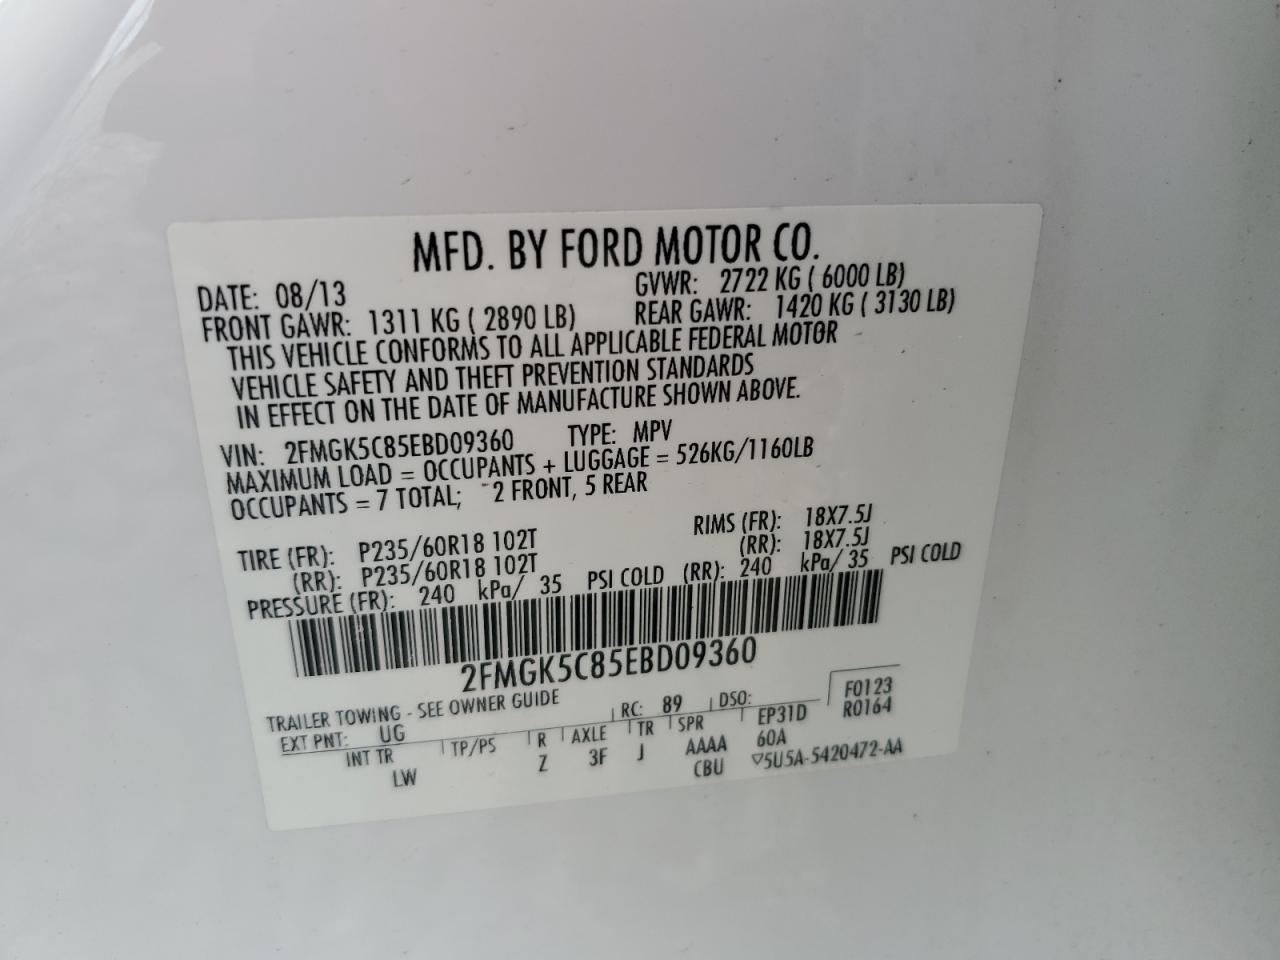 MFD. BY FORD MOTOR CO.
DATE: 08/13 GVWR: 2722 KG ( 6000 LB)
FRONT GAWR: 1311 KG ( 2890 LB) REAR GAWR: 1420 KG ( 3130 LB)
THIS VEHICLE CONFORMS TO ALL APPLICABLE FEDERAL MOTOR
VEHICLE SAFETY AND THEFT PREVENTION STANDARDS
IN EFFECT ON THE DATE OF MANUFACTURE SHOWN ABOVE.
VIN: 2FMGK5C85EBD09360 TYPE: MPV
MAXIMUM LOAD = OCCUPANTS + LUGGAGE = 526KG/1160LB
OCCUPANTS = 7 TOTAL; 2 FRONT, 5 REAR
TIRE (FR): P235/60R18 102T RIMS (FR): 18X7.5J
(RR): P235/60R18 102T (RR): 18X7.5J
PRESSURE (FR): 240 kPa/ 35 PSI COLD (RR): 240 kPa/ 35 PSI COLD
2FMGK5C85EBD09360
TRAILER TOWING - SEE OWNER GUIDE RC: 89 DSO: F0123
EXT PNT: UG EP31D R0164
INT TR TP/PS R AXLE TR SPR 60A
LW Z 3F J AAAA
CBU ▽5U5A-5420472-AA